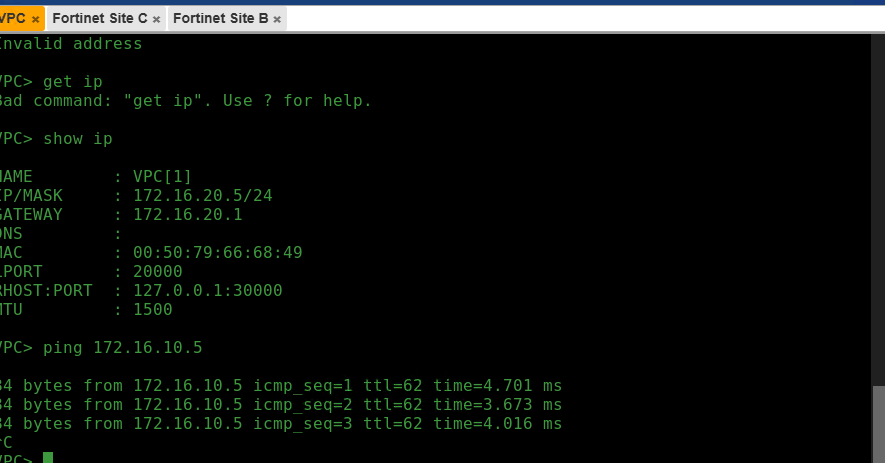 VPC × Fortinet Site C × Fortinet Site B ×
Invalid address
VPC> get ip
Bad command: "get ip". Use ? for help.
VPC> show ip
NAME : VPC[1]
IP/MASK : 172.16.20.5/24
GATEWAY : 172.16.20.1
DNS :
MAC : 00:50:79:66:68:49
LPORT : 20000
RHOST:PORT : 127.0.0.1:30000
MTU : 1500
VPC> ping 172.16.10.5
84 bytes from 172.16.10.5 icmp_seq=1 ttl=62 time=4.701 ms
84 bytes from 172.16.10.5 icmp_seq=2 ttl=62 time=3.673 ms
84 bytes from 172.16.10.5 icmp_seq=3 ttl=62 time=4.016 ms
^C
VPC>